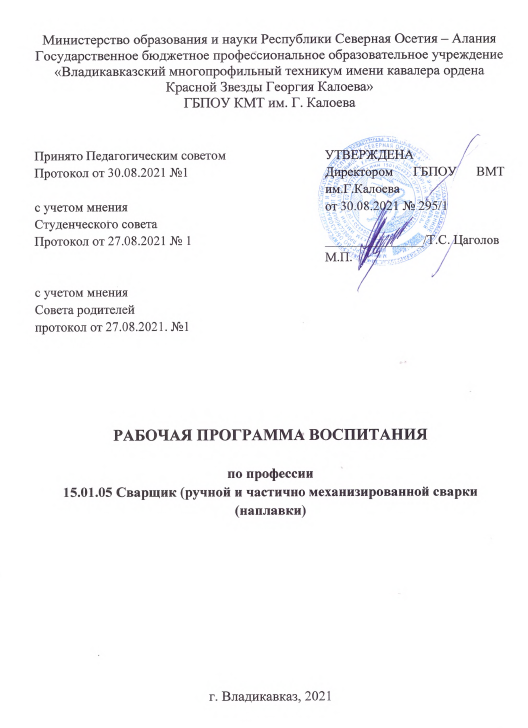 Министерство образования и науки Республики Северная Осетия – Алания
Государственное бюджетное профессиональное образовательное учреждение
«Владикавказский многопрофильный техникум имени кавалера ордена
Красной Звезды Георгия Калоева»
ГБПОУ КМТ им. Г. Калоева
Принято Педагогическим советом
Протокол от 30.08.2021 №1
с учетом мнения
Студенческого совета
Протокол от 27.08.2021 № 1
с учетом мнения
Совета родителей
протокол от 27.08.2021. №1
УТВЕРЖДЕНА
Директором ГБПОУ ВМТ
им.Г.Калоева
от 30.08.2021 № 295/1
/Т.С. Цаголов
М.П.
РАБОЧАЯ ПРОГРАММА ВОСПИТАНИЯ
по профессии
15.01.05 Сварщик (ручной и частично механизированной сварки
(наплавки)
г. Владикавказ, 2021